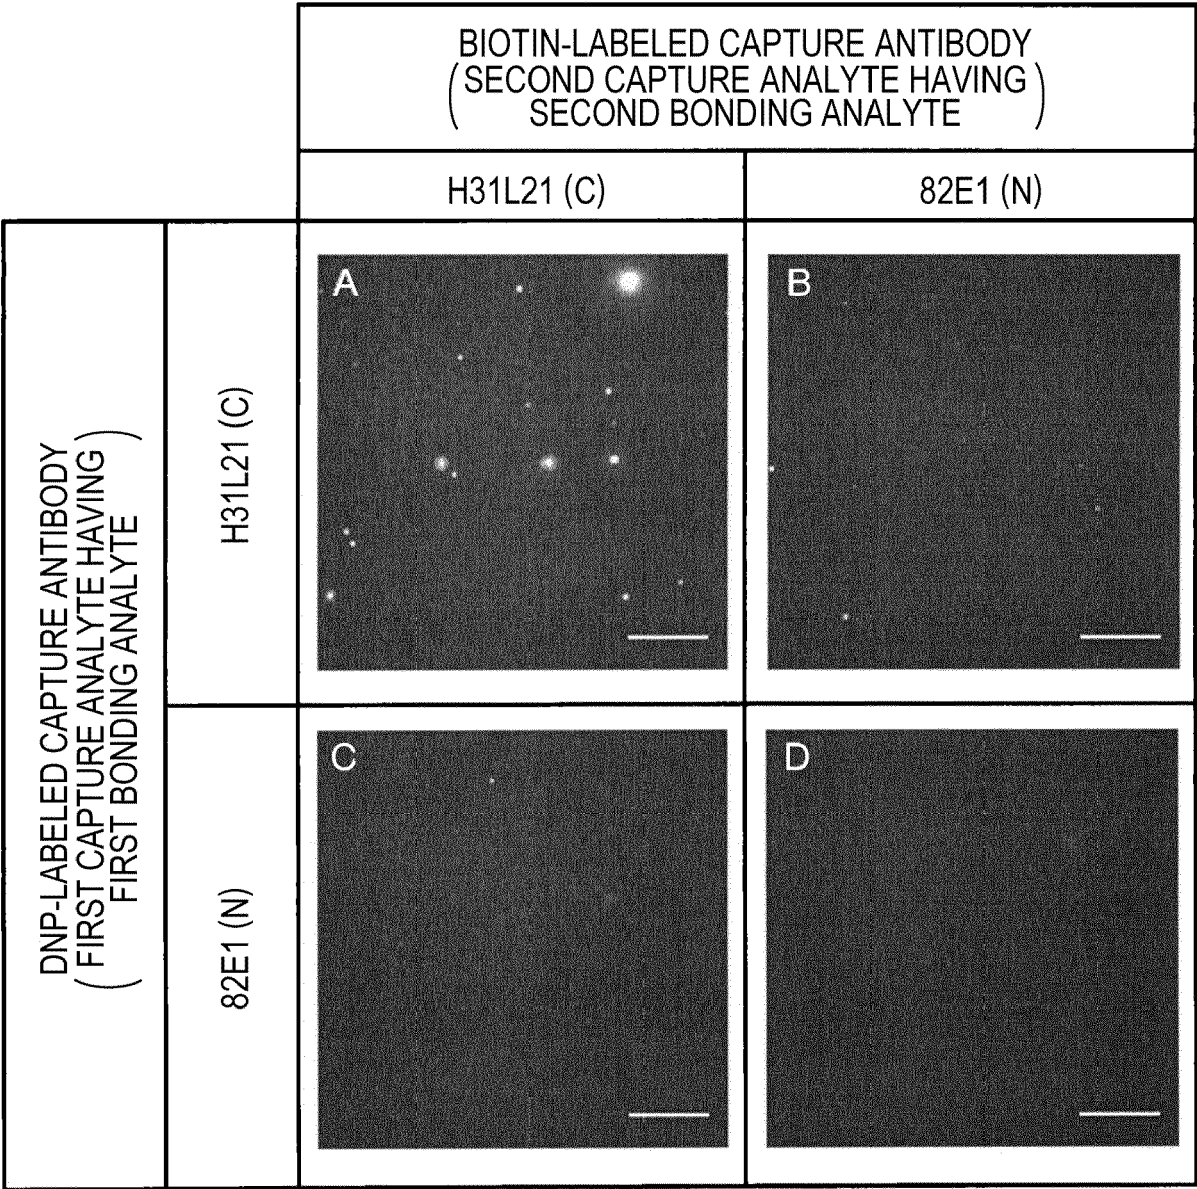 BIOTIN-LABELED CAPTURE ANTIBODY
(SECOND CAPTURE ANALYTE HAVING
SECOND BONDING ANALYTE)
H31L21 (C)
82E1 (N)
DNP-LABELED CAPTURE ANTIBODY
(FIRST CAPTURE ANALYTE HAVING
FIRST BONDING ANALYTE)
H31L21 (C)
A
B
82E1 (N)
C
D